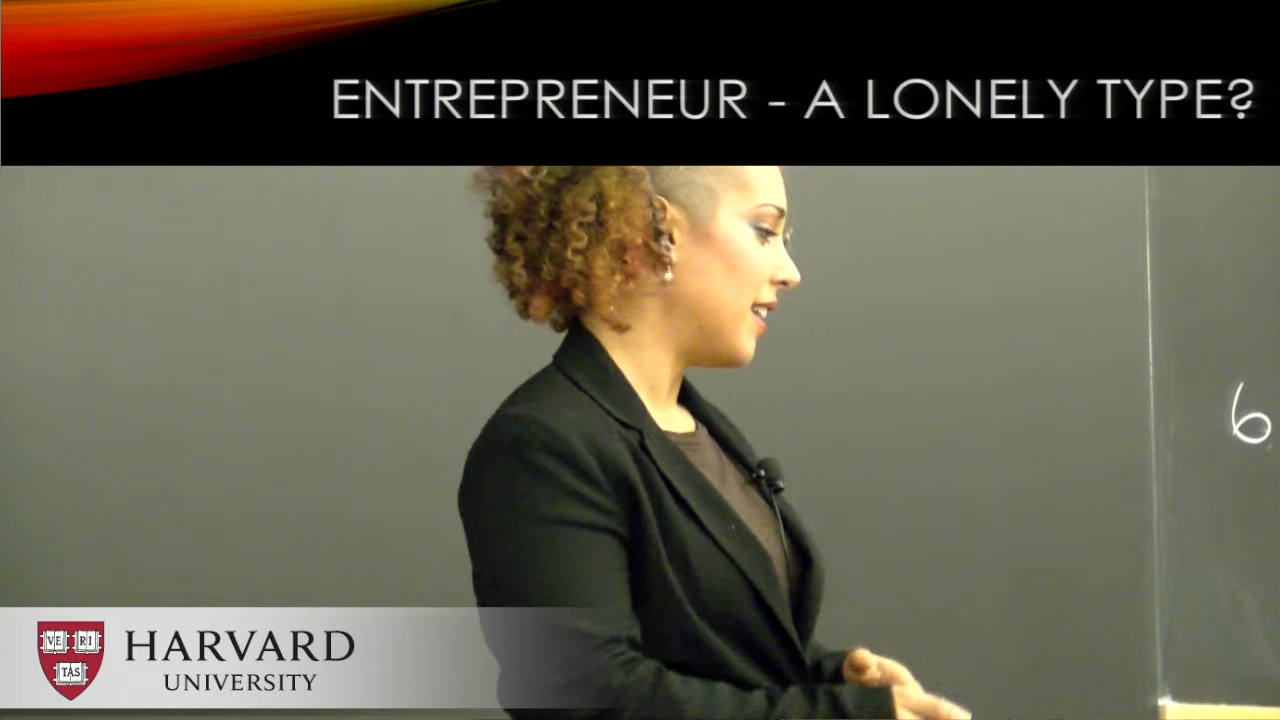 ENTREPRENEUR - A LONELY TYPE?
6
VE RI
TAS
HARVARD
UNIVERSITY